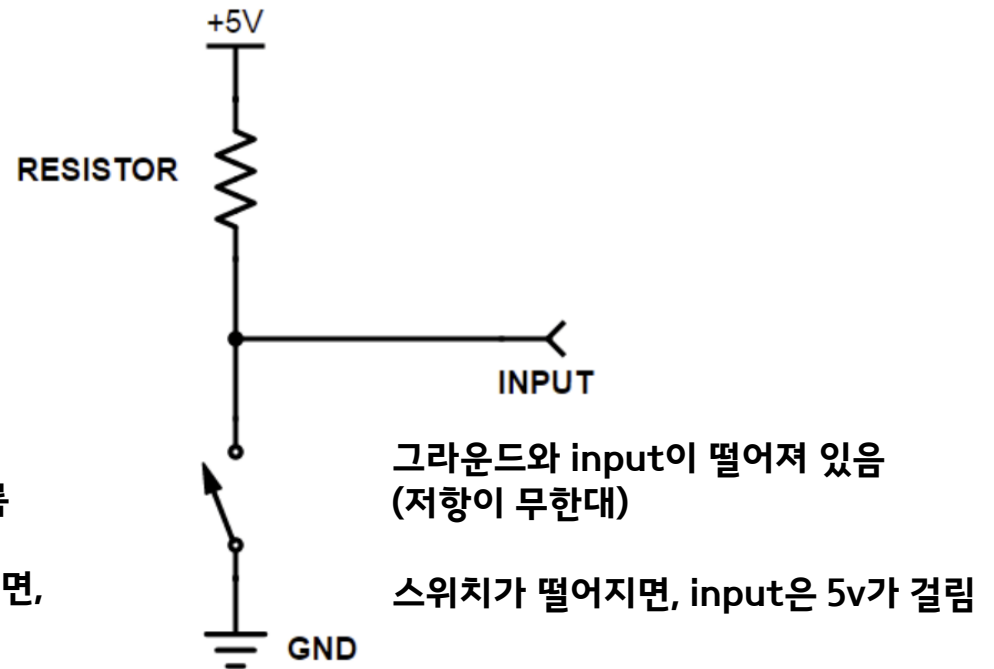 +5V
RESISTOR
INPUT
그라운드와 input이 떨어져 있음
(저항이 무한대)
면,
스위치가 떨어지면, input은 5v가 걸림
GND